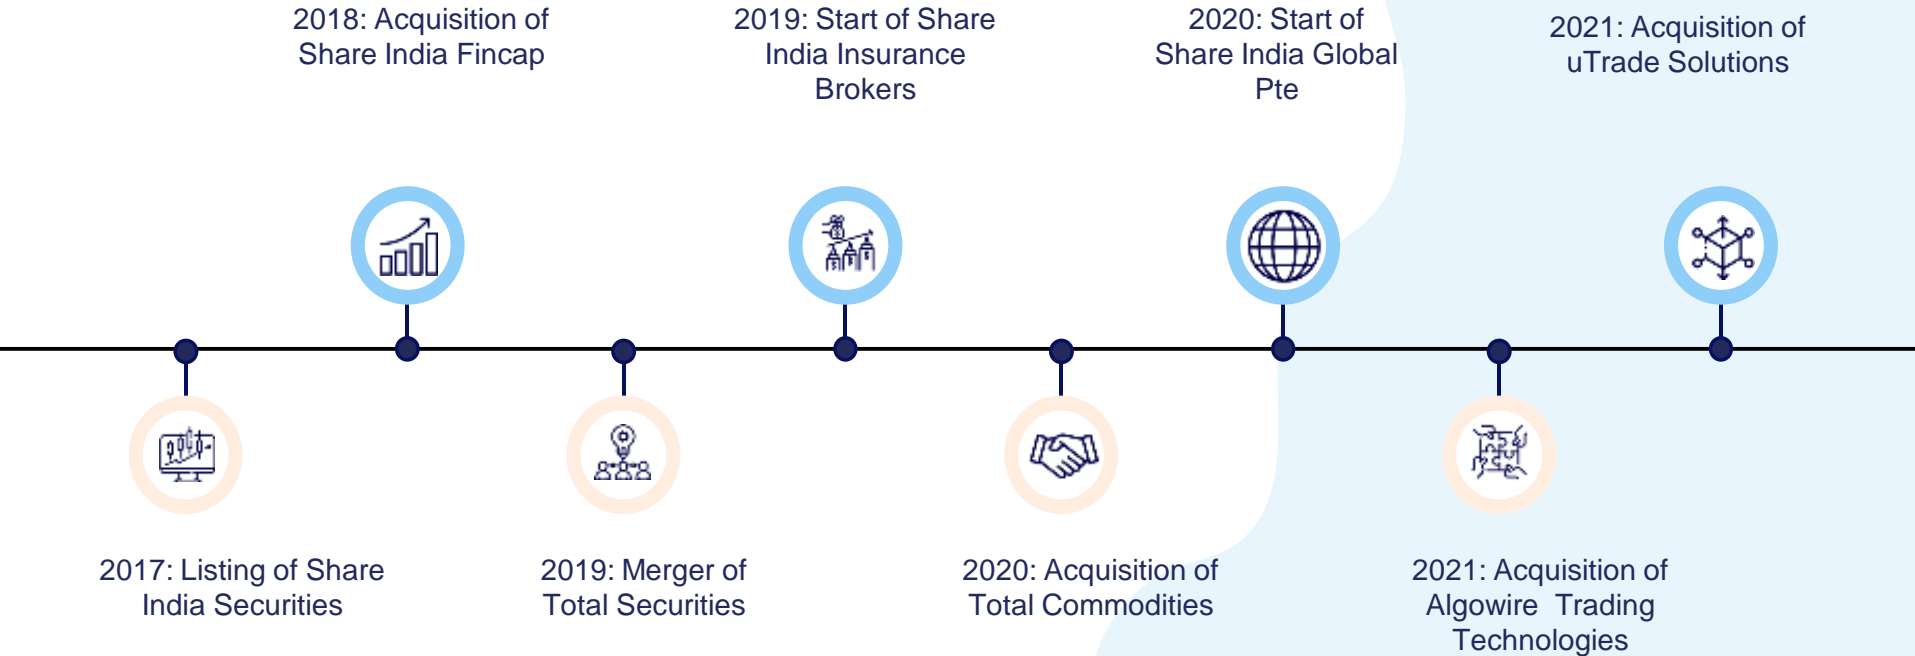 2018: Acquisition of
Share India Fincap
2019: Start of Share
India Insurance
Brokers
2020: Start of
Share India Global
Pte
2021: Acquisition of
uTrade Solutions
2017: Listing of Share
India Securities
2019: Merger of
Total Securities
2020: Acquisition of
Total Commodities
2021: Acquisition of
Algowire  Trading
Technologies